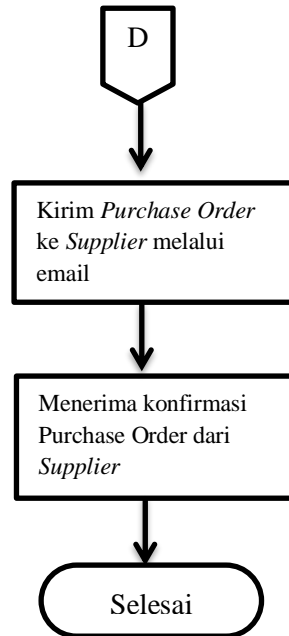 D
Kirim Purchase Order
ke Supplier melalui
email
Menerima konfirmasi
Purchase Order dari
Supplier
Selesai